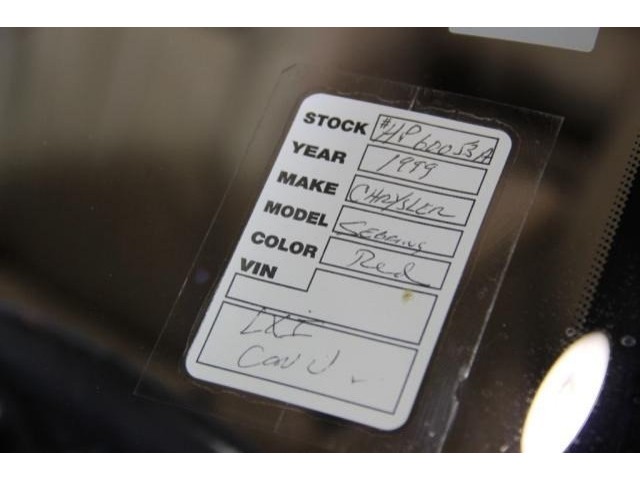 STOCK #HP60053A
YEAR 1999
MAKE CHRYSLER
MODEL SEBRING
COLOR Red
VIN
LXI